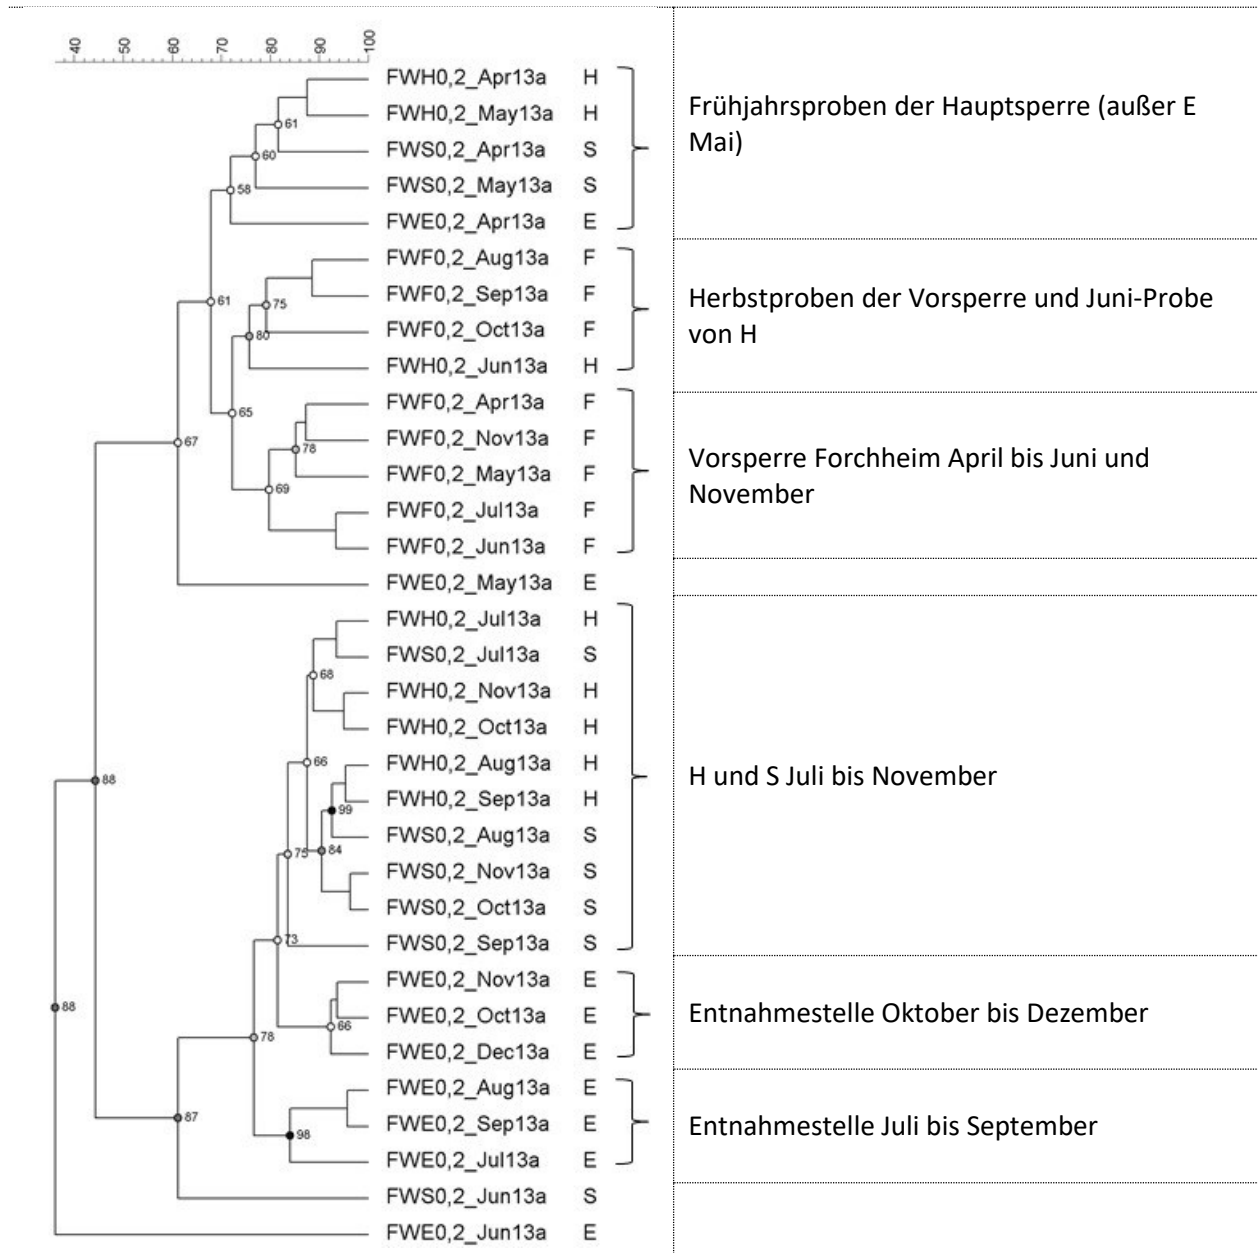 40 50 60 70 80 90 100
FWH0,2_Apr13a H
FWH0,2_May13a H
61
FWS0,2_Apr13a S
60
FWS0,2_May13a S
58
FWE0,2_Apr13a E
Frühjahrsproben der Hauptsperre (außer E
Mai)
FWF0,2_Aug13a F
FWF0,2_Sep13a F
61
75
FWF0,2_Oct13a F
80
FWH0,2_Jun13a H
Herbstproben der Vorsperre und Juni-Probe
von H
FWF0,2_Apr13a F
65
FWF0,2_Nov13a F
67
78
FWF0,2_May13a F
69
FWF0,2_Jul13a F
FWF0,2_Jun13a F
Vorsperre Forchheim April bis Juni und
November
FWE0,2_May13a E
FWH0,2_Jul13a H
FWS0,2_Jul13a S
68
FWH0,2_Nov13a H
FWH0,2_Oct13a H
66
FWH0,2_Aug13a H
88
FWH0,2_Sep13a H
99
FWS0,2_Aug13a S
75
84
FWS0,2_Nov13a S
FWS0,2_Oct13a S
73
FWS0,2_Sep13a S
H und S Juli bis November
FWE0,2_Nov13a E
88
FWE0,2_Oct13a E
66
78
FWE0,2_Dec13a E
Entnahmestelle Oktober bis Dezember
FWE0,2_Aug13a E
87
FWE0,2_Sep13a E
98
FWE0,2_Jul13a E
Entnahmestelle Juli bis September
FWS0,2_Jun13a S
FWE0,2_Jun13a E